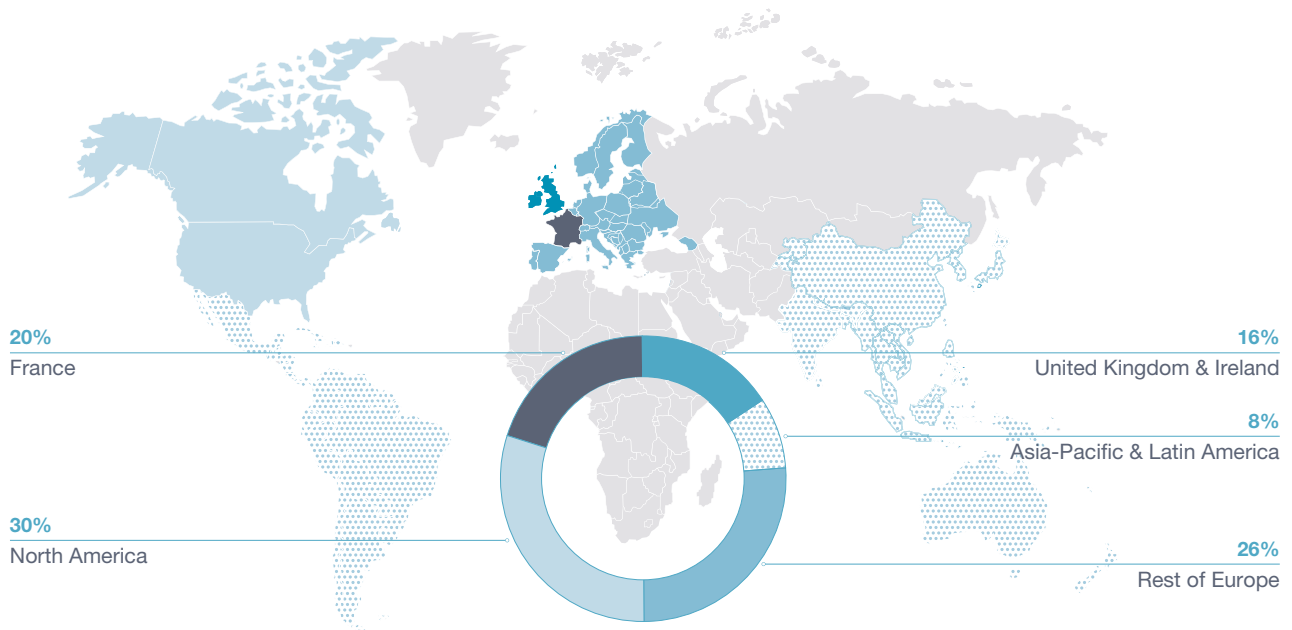 20%
France
16%
United Kingdom & Ireland
8%
Asia-Pacific & Latin America
30%
North America
26%
Rest of Europe